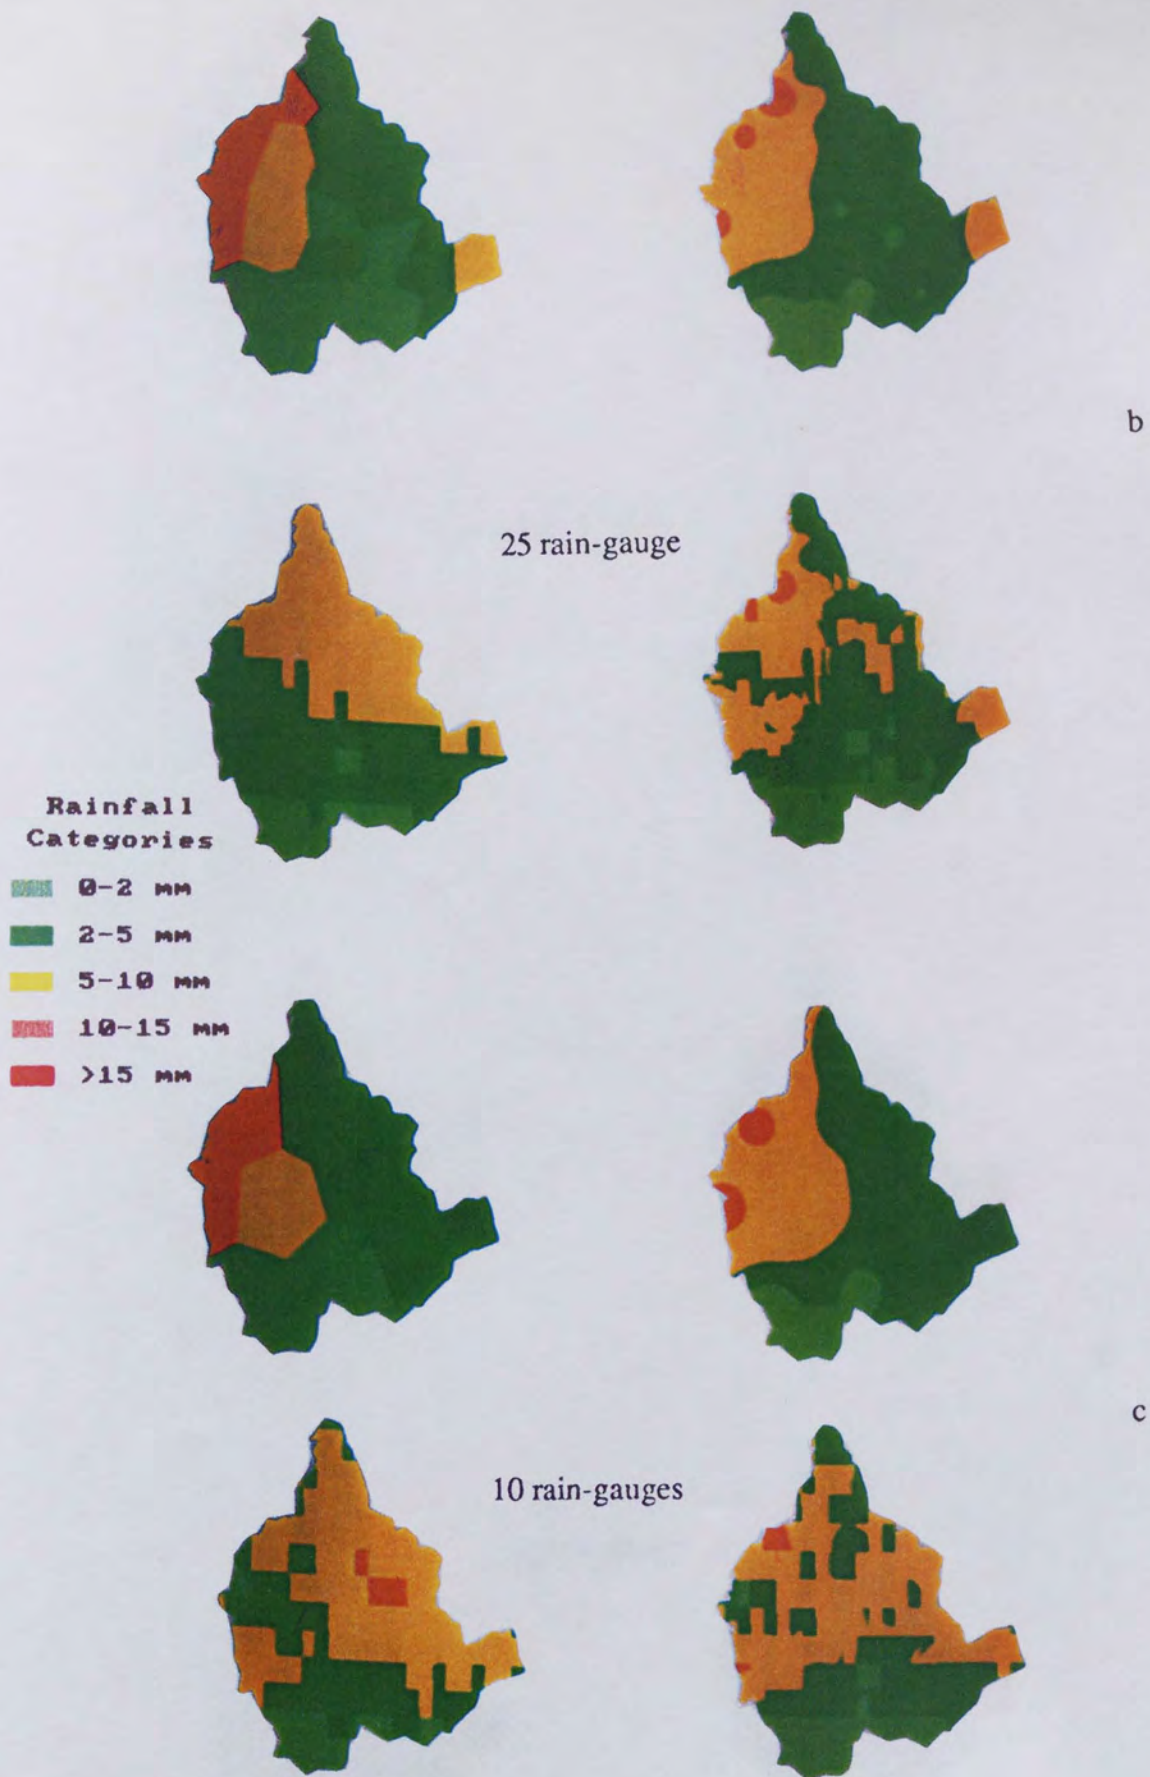 b
25 rain-gauge
Rainfall
Categories
0-2 mm
2-5 mm
5-10 mm
10-15 mm
>15 mm
c
10 rain-gauges